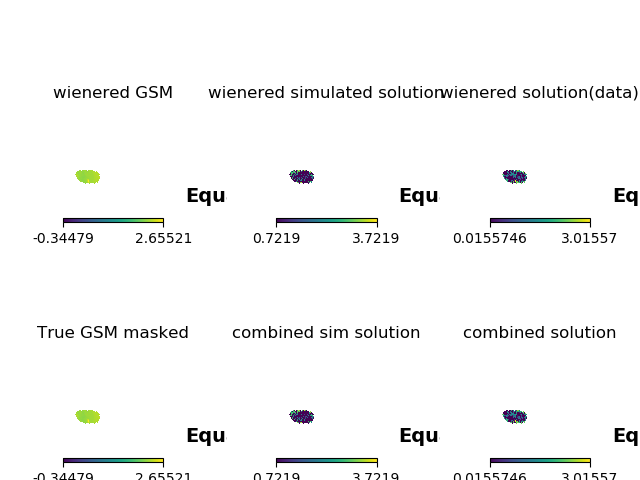 wienered GSM
wienered simulated solution
wienered solution(data)
Equ
Equ
Eq
-0.34479 2.65521
0.7219 3.7219
0.0155746 3.01557
True GSM masked
combined sim solution
combined solution
Equ
Equ
Eq
-0.34479 2.65521
0.7219 3.7219
0.0155746 3.01557